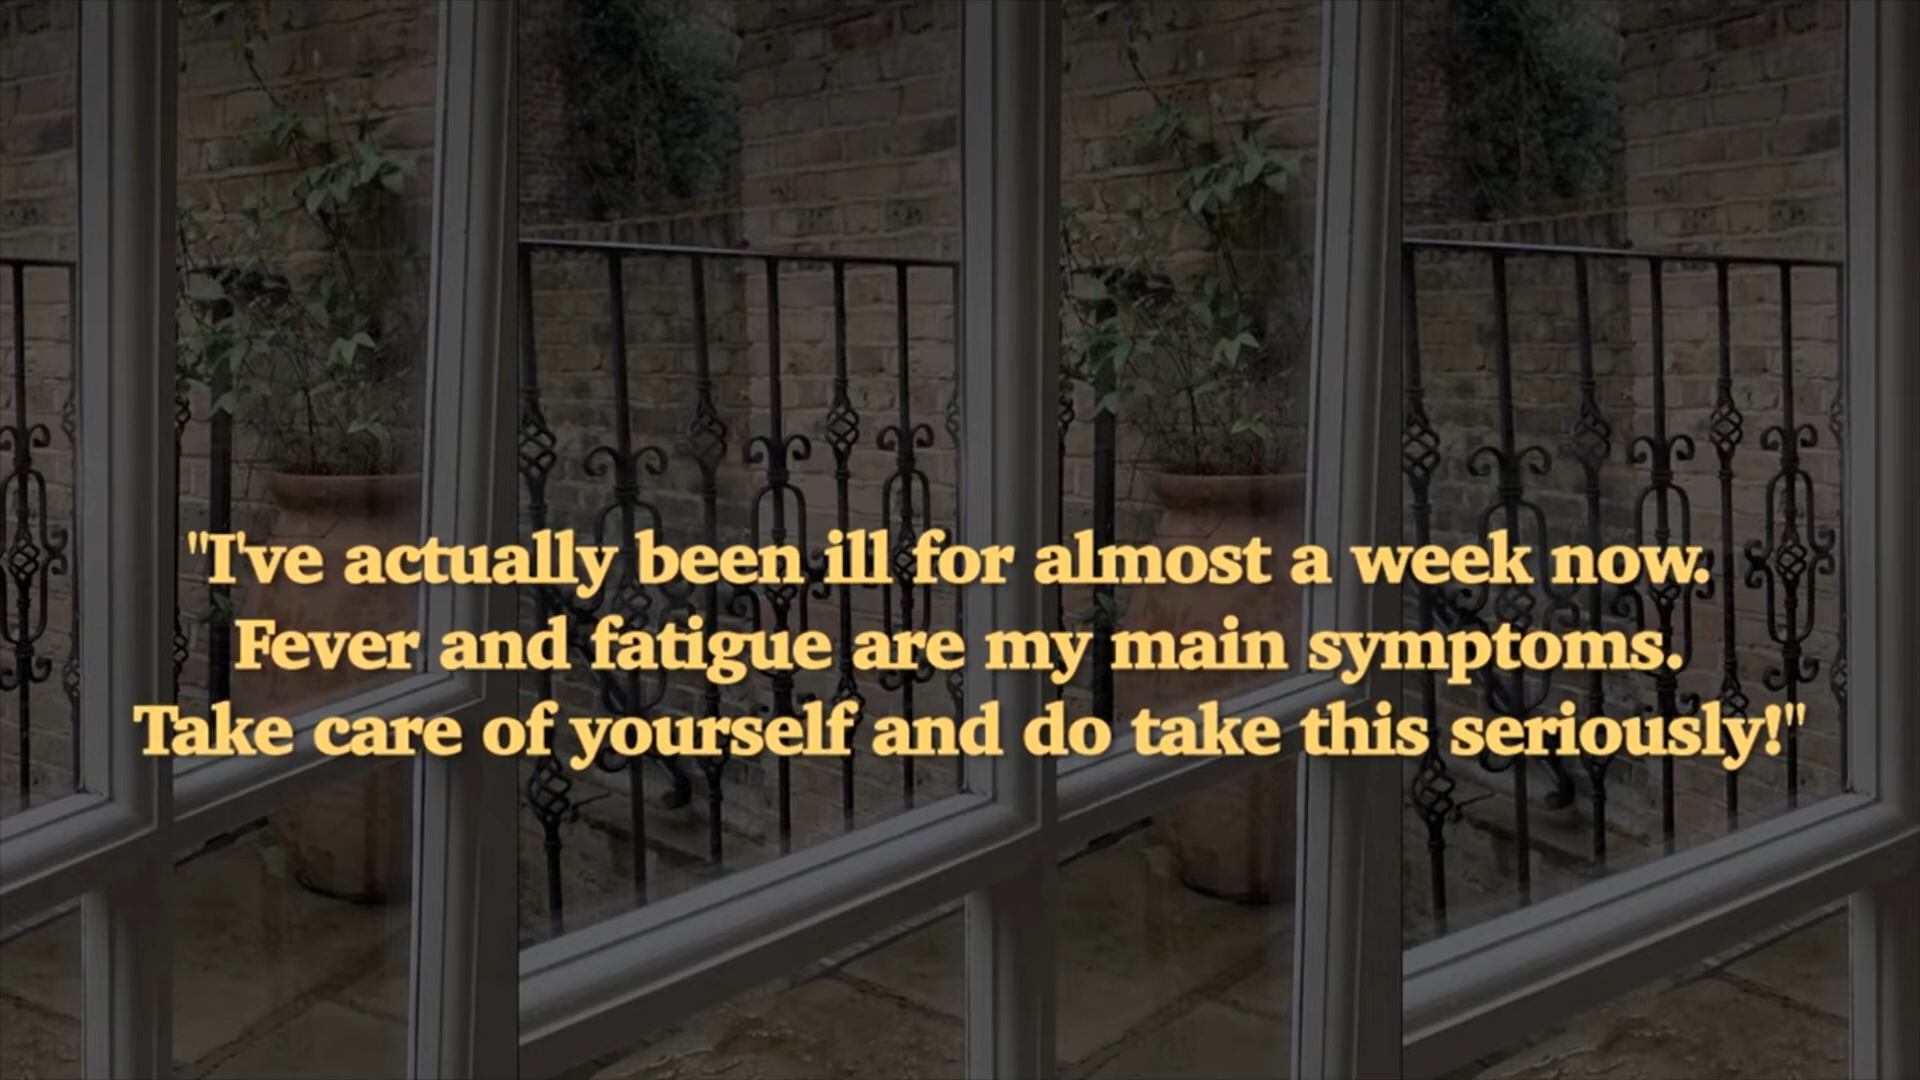 "I've actually been ill for almost a week now.
Fever and fatigue are my main symptoms.
Take care of yourself and do take this seriously!"